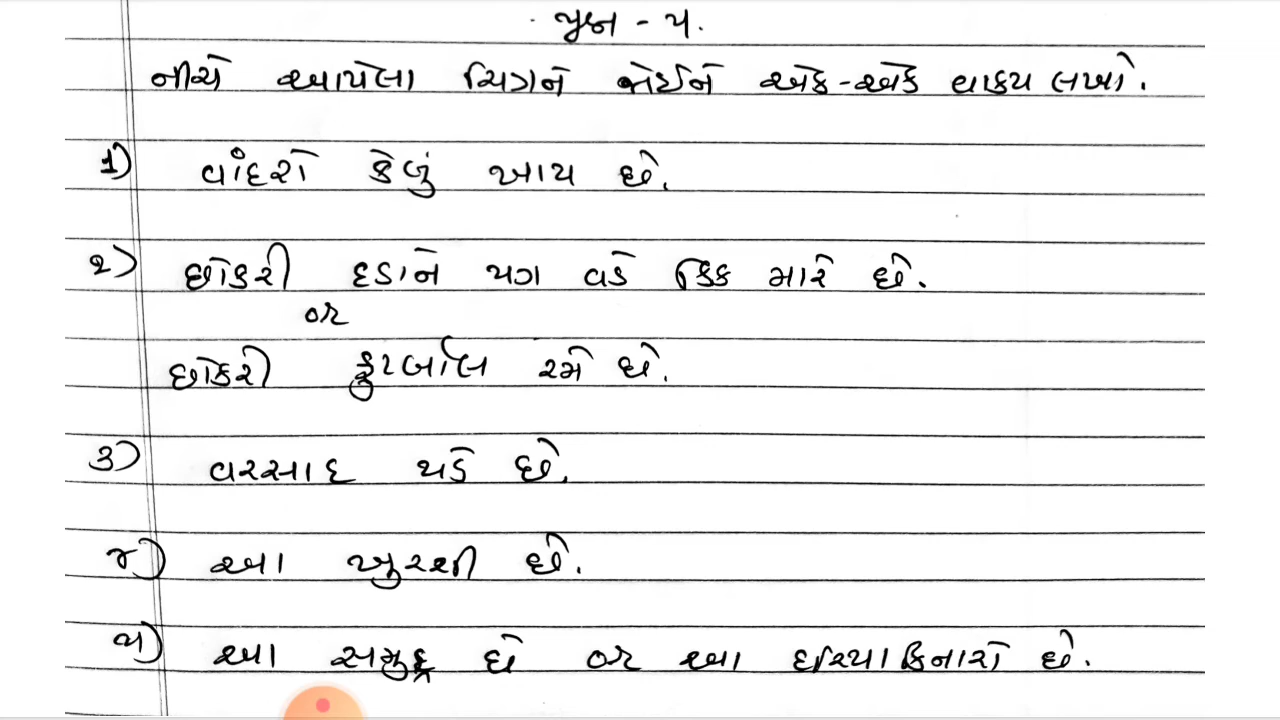 પ્રશ્ન - ૫.
નીચે આપેલા ચિત્રને જોઈને એક-એક વાક્ય લખો.
૧) વાંદરો કેળું ખાય છે.
૨) છોકરી દડાને પગ વડે કિક મારે છે.
or
છોકરી ફુટબોલ રમે છે.
૩) વરસાદ પડે છે.
૪) આ ખુરશી છે.
૫) આ સમુદ્ર છે or આ દરિયા કિનારો છે.